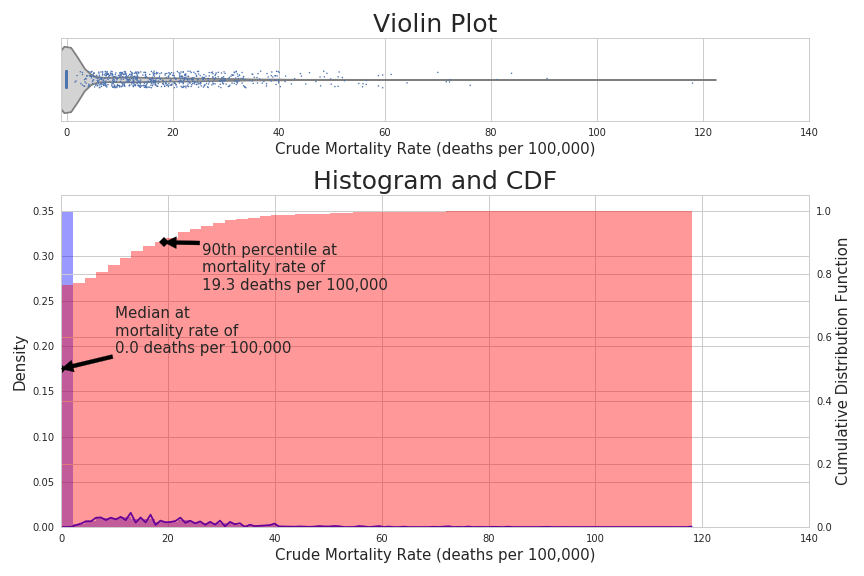 Violin Plot
0 20 40 60 80 100 120 140
Crude Mortality Rate (deaths per 100,000)
Histogram and CDF
0.35
0.30
0.25
0.20
0.15
0.10
0.05
0.00
Density
90th percentile at
mortality rate of
19.3 deaths per 100,000
Median at
mortality rate of
0.0 deaths per 100,000
1.0
0.8
0.6
0.4
0.2
0.0
Cumulative Distribution Function
0 20 40 60 80 100 120 140
Crude Mortality Rate (deaths per 100,000)